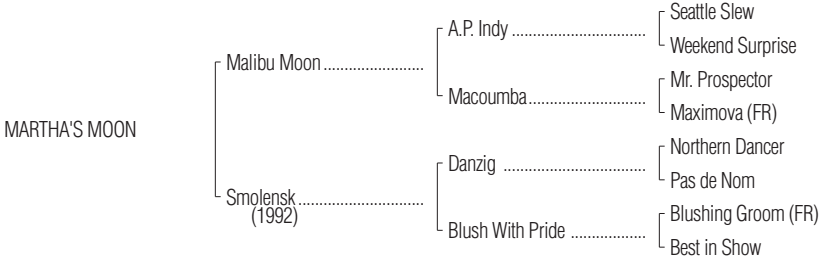 MARTHA'S MOON
Malibu Moon........................
Smolensk...........................
(1992)
A.P. Indy ..............................
Macoumba..........................
Danzig ................................
Blush With Pride ..................
Seattle Slew
Weekend Surprise
Mr. Prospector
Maximova (FR)
Northern Dancer
Pas de Nom
Blushing Groom (FR)
Best in Show